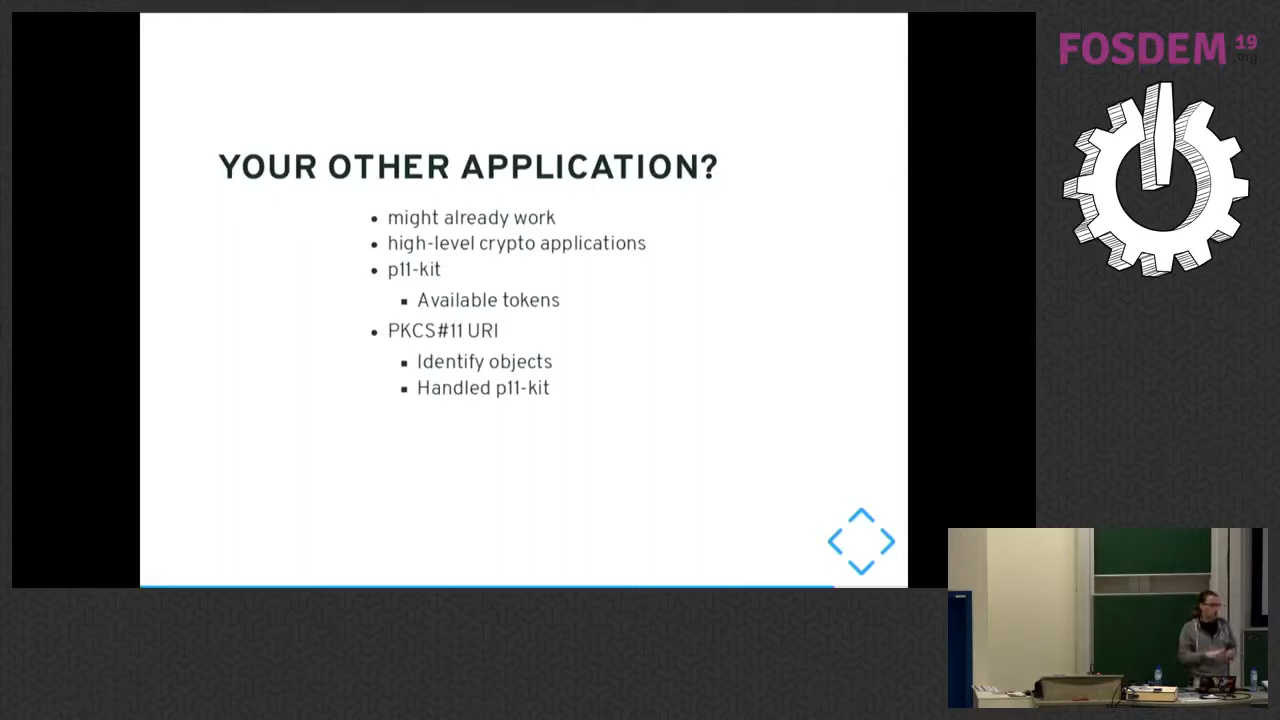 FOSDEM 19
.org
YOUR OTHER APPLICATION?
might already work
high-level crypto applications
p11-kit
Available tokens
PKCS#11 URI
Identify objects
Handled p11-kit